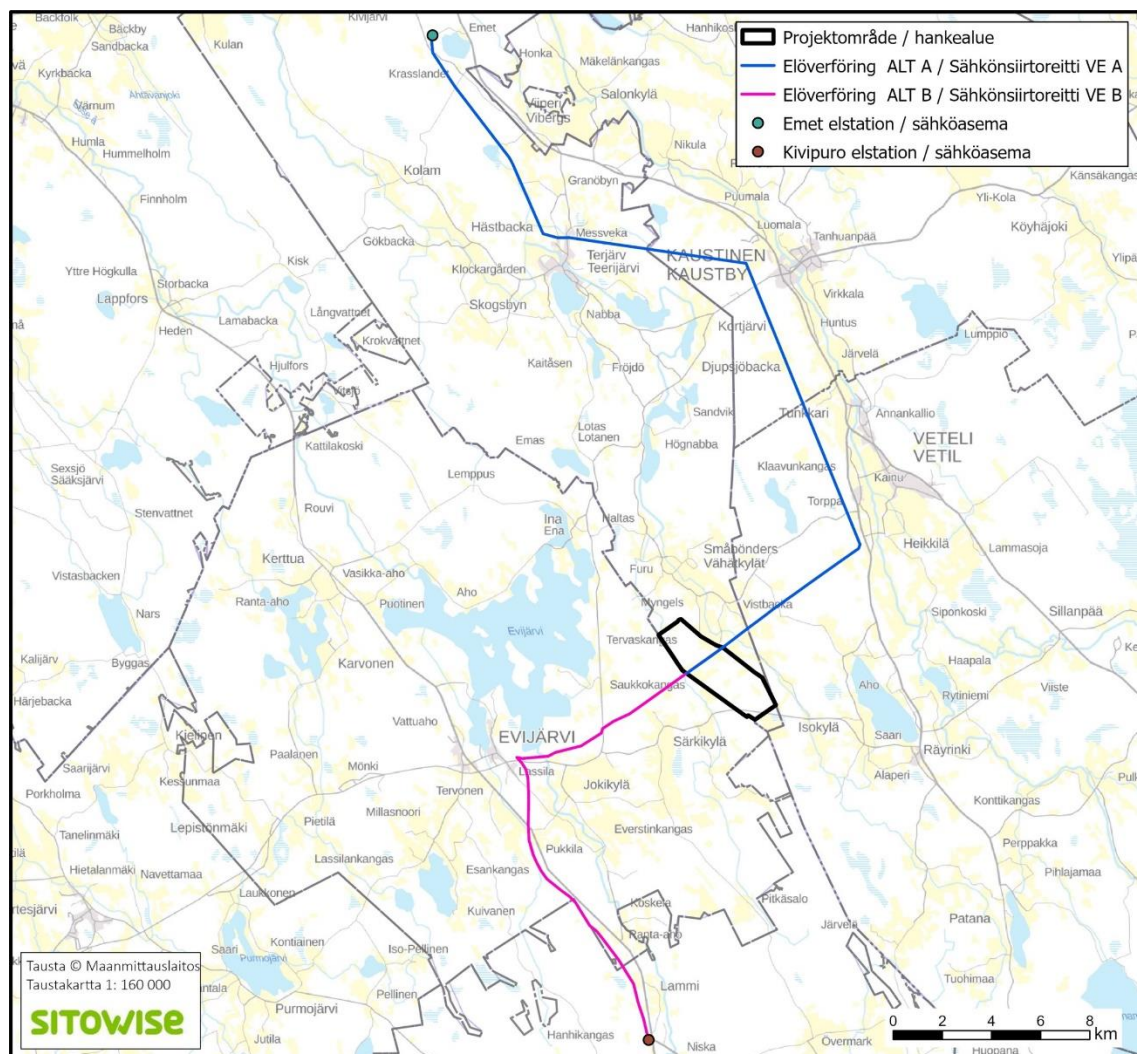 Projektområde / hankealue
Elöverföring ALT A / Sähkönsiirtoreitti VE A
Elöverföring ALT B / Sähkönsiirtoreitti VE B
Emet elstation / sähköasema
Kivipuro elstation / sähköasema
Backfolk
Bäckby
Sandbacka
Kyrkbacka
Kulan
Kivijärvi
Emet
Honka
Hanhikoski
Mäkelänkangas
Krasslandet
Salonkylä
Viiperi
Vibergs
Ähtävänjoki
Värnum
Humla
Hummelholm
Finnholm
Kolam
Granöbyn
Nikula
Puumala
Luomala
Tanhuanpää
Yli-Kola
Känsäkangas
Köyhäjoki
Hästbacka
Messveka
Gökbacka
Terjärv
Teerijärvi
KAUSTINEN
KAUSTBY
Kisk
Klockargården
Yttre Högkulla
Storbacka
Lappfors
Skogsbyn
Nabba
Virkkala
Långvattnet
Lamabacka
Heden
Krokvattnet
Kortjärvi
Huntus
Lumppio
Järvelä
Kaitåsen
Fröjdö
Djupsjöbacka
Hjulfors
Vitsjö
Sandvik
Tunkkari
Annankallio
Lotas
Lotanen
Emas
Högnabba
VETELI
VETIL
Kattilakoski
Sexsjö
Sääksjärvi
Lemppus
Klaavunkangas
Kainu
Torppa
Stenvattnet
Rouvi
Ina
Ena
Haltas
Småbönders
Vähätkylät
Heikkilä
Lammasoja
Kerttua
Vistasbacken
Vasikka-aho
Furu
Aho
Ranta-aho
Puotinen
Nars
Myngels
Vistbacka
Siponkoski
Sillanpää
Evijärvi
Tervaskangas
Kalijärv
Byggas
Karvonen
Haapala
Aho
Härjebacka
Saukkokangas
Rytiniemi
Viiste
Vattuaho
Kielinen
EVIJÄRVI
Särkikylä
Isokylä
Saari
Räyrinki
Paalanen
Saarijärvi
Mönki
Lassila
Kessunmaa
Jokikylä
Alaperi
Porkholma
Tervonen
Konttikangas
Millasnoori
Lepistönmäki
Pietilä
Everstinkangas
Tanelinmäki
Perppakka
Hietalanmäki
Navettamaa
Lassilankangas
Pukkila
Esankangas
Pihlajamaa
Laukkonen
Koskela
Pitkäsalo
Kuivanen
Järvelä
Patana
Ranta-aho
Saari
Kontiainen
Iso-Pellinen
Purmojärvi
Lammi
Tuohimaa
Pellinen
Purmojärvi
Hanhikangas
Niska
Jutila
Övermark
Huopana
Tausta © Maanmittauslaitos
Taustakartta 1: 160 000
SITOWISE
0 2 4 6 8
km